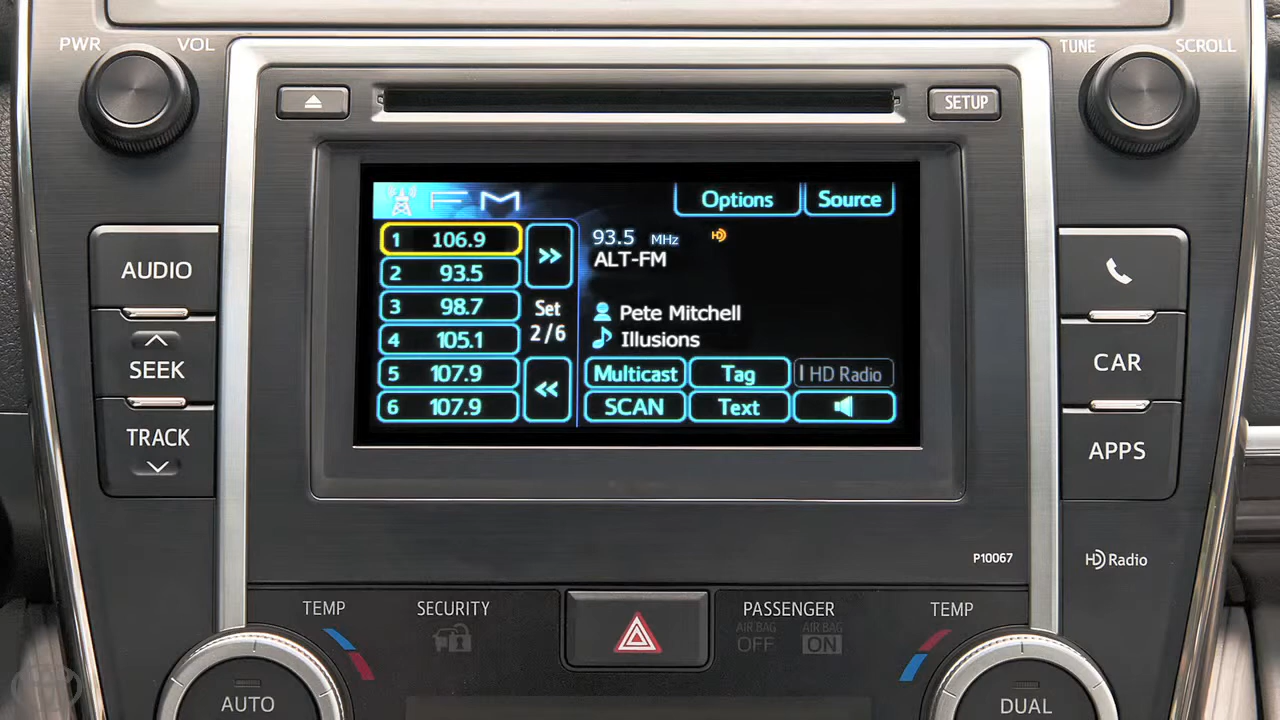 PWR VOL
TUNE SCROLL
SETUP
FM
Options Source
1 106.9
2 93.5
3 98.7
4 105.1
5 107.9
6 107.9
Set
2/6
93.5 MHz HD
ALT-FM
Pete Mitchell
Illusions
Multicast Tag HD Radio
SCAN Text
AUDIO
SEEK
TRACK
CAR
APPS
P10067
HD Radio
TEMP SECURITY PASSENGER TEMP
AIR BAG OFF AIR BAG ON
AUTO DUAL